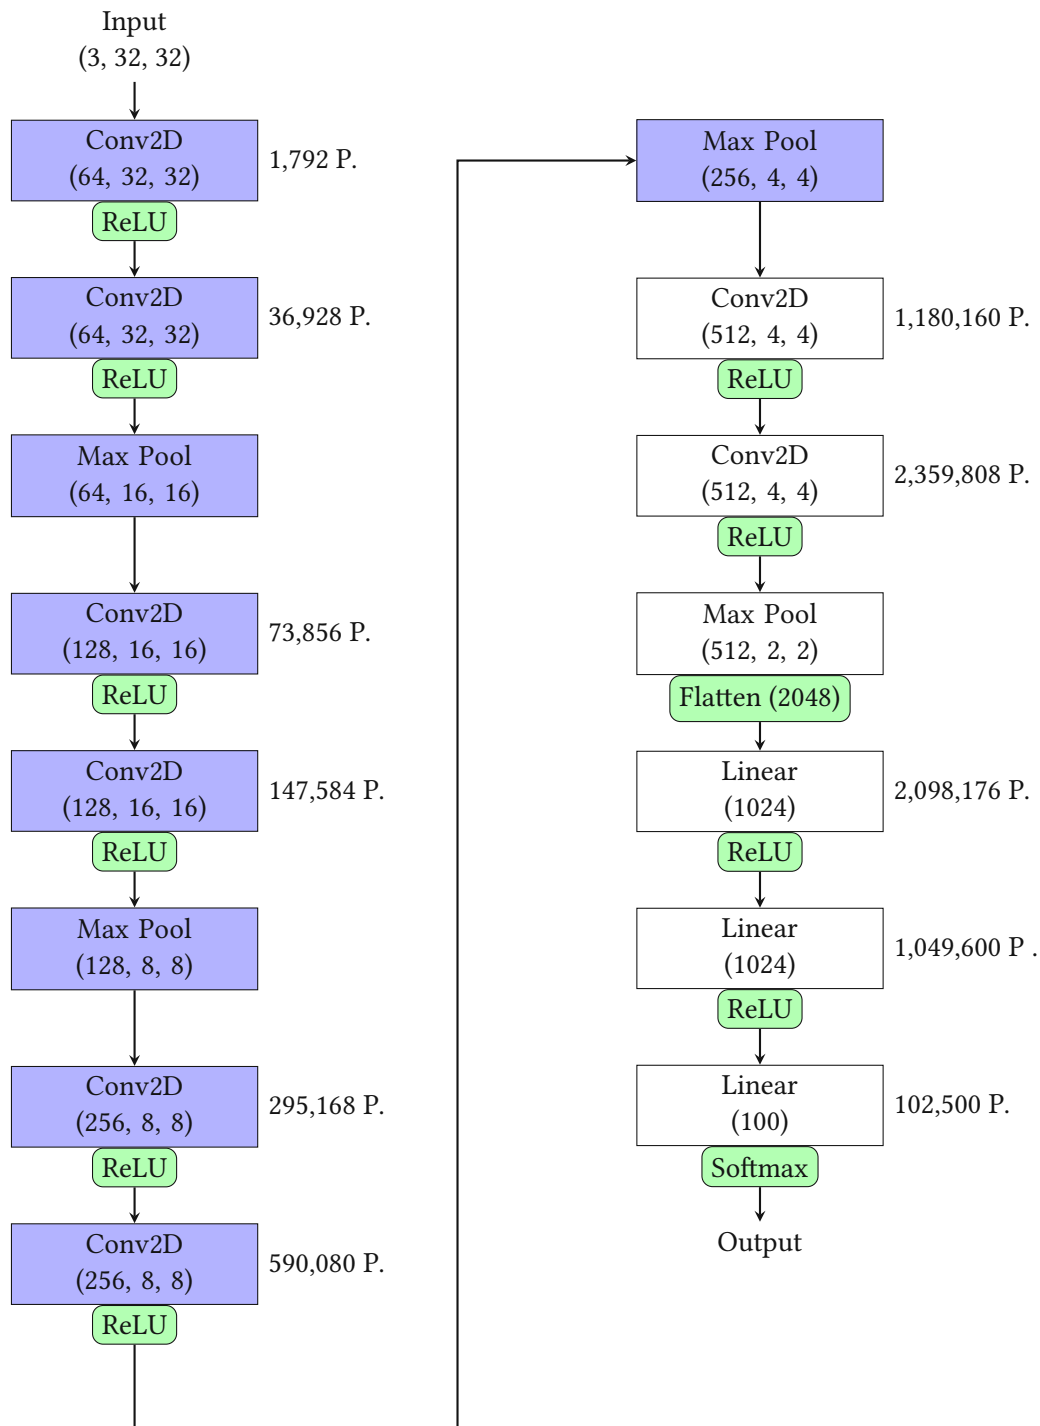 Input
(3, 32, 32)
Conv2D
(64, 32, 32)
1,792 P.
ReLU
Conv2D
(64, 32, 32)
36,928 P.
ReLU
Max Pool
(64, 16, 16)
Conv2D
(128, 16, 16)
73,856 P.
ReLU
Conv2D
(128, 16, 16)
147,584 P.
ReLU
Max Pool
(128, 8, 8)
Conv2D
(256, 8, 8)
295,168 P.
ReLU
Conv2D
(256, 8, 8)
590,080 P.
ReLU
Max Pool
(256, 4, 4)
Conv2D
(512, 4, 4)
1,180,160 P.
ReLU
Conv2D
(512, 4, 4)
2,359,808 P.
ReLU
Max Pool
(512, 2, 2)
Flatten (2048)
Linear
(1024)
2,098,176 P.
ReLU
Linear
(1024)
1,049,600 P .
ReLU
Linear
(100)
102,500 P.
Softmax
Output